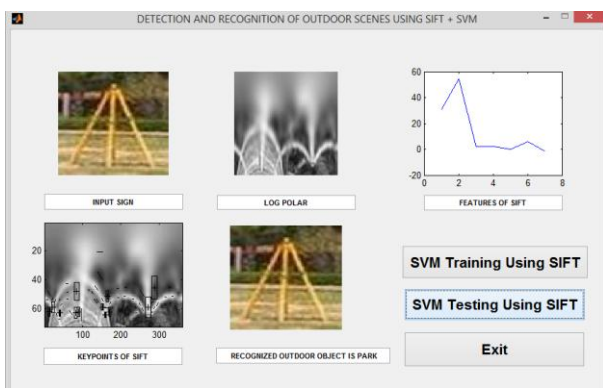 DETECTION AND RECOGNITION OF OUTDOOR SCENES USING SIFT + SVM
60
40
20
0
-20
0 2 4 6 8
INPUT SIGN
LOG POLAR
FEATURES OF SIFT
20
40
60
100 200 300
KEYPOINTS OF SIFT
RECOGNIZED OUTDOOR OBJECT IS PARK
SVM Training Using SIFT
SVM Testing Using SIFT
Exit